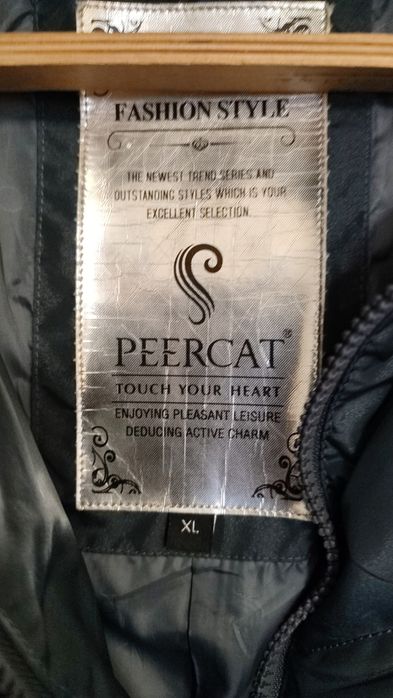 FASHION STYLE
THE NEWEST TREND SERIES AND
OUTSTANDING STYLES WHICH IS YOUR
EXCELLENT SELECTION.
PEERCAT®
TOUCH YOUR HEART
ENJOYING PLEASANT LEISURE
DEDUCING ACTIVE CHARM
XL